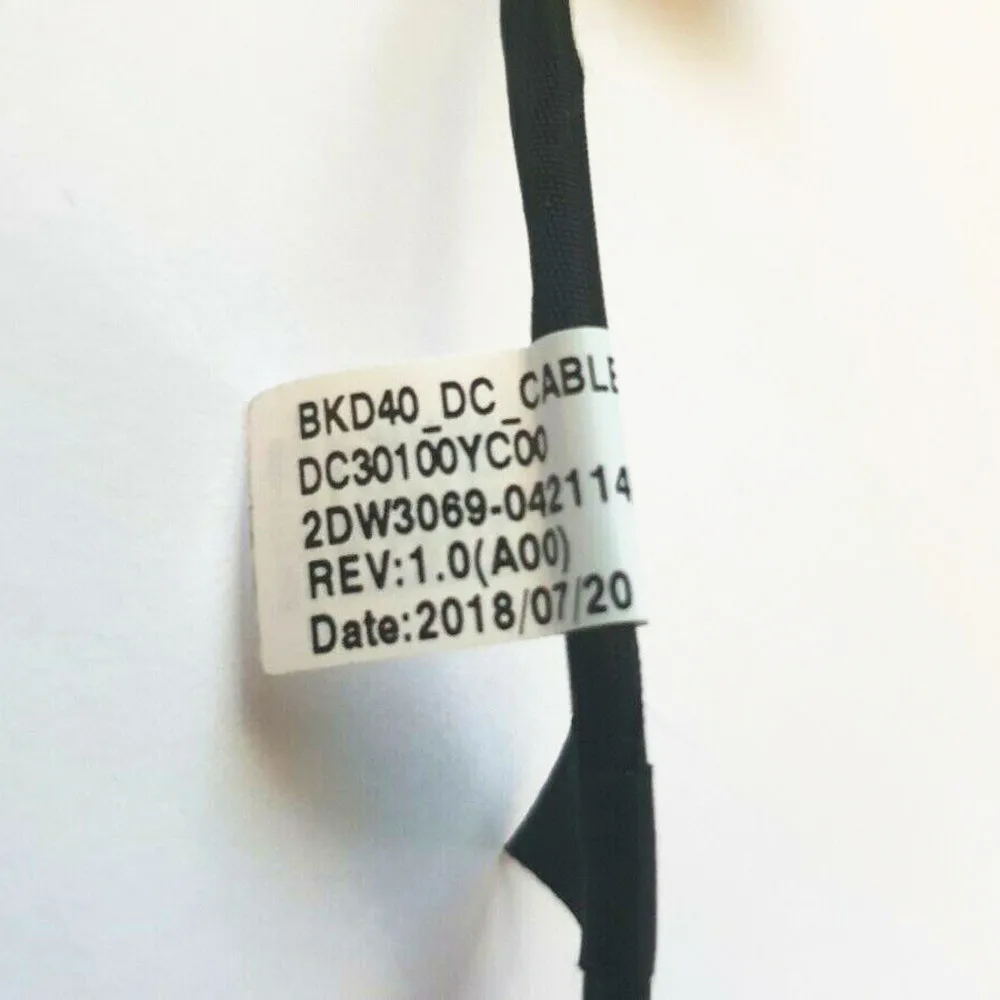 BKD40_DC_CABLE
DC30100YC00
2DW3069-042114
REV:1.0(A00)
Date:2018/07/20